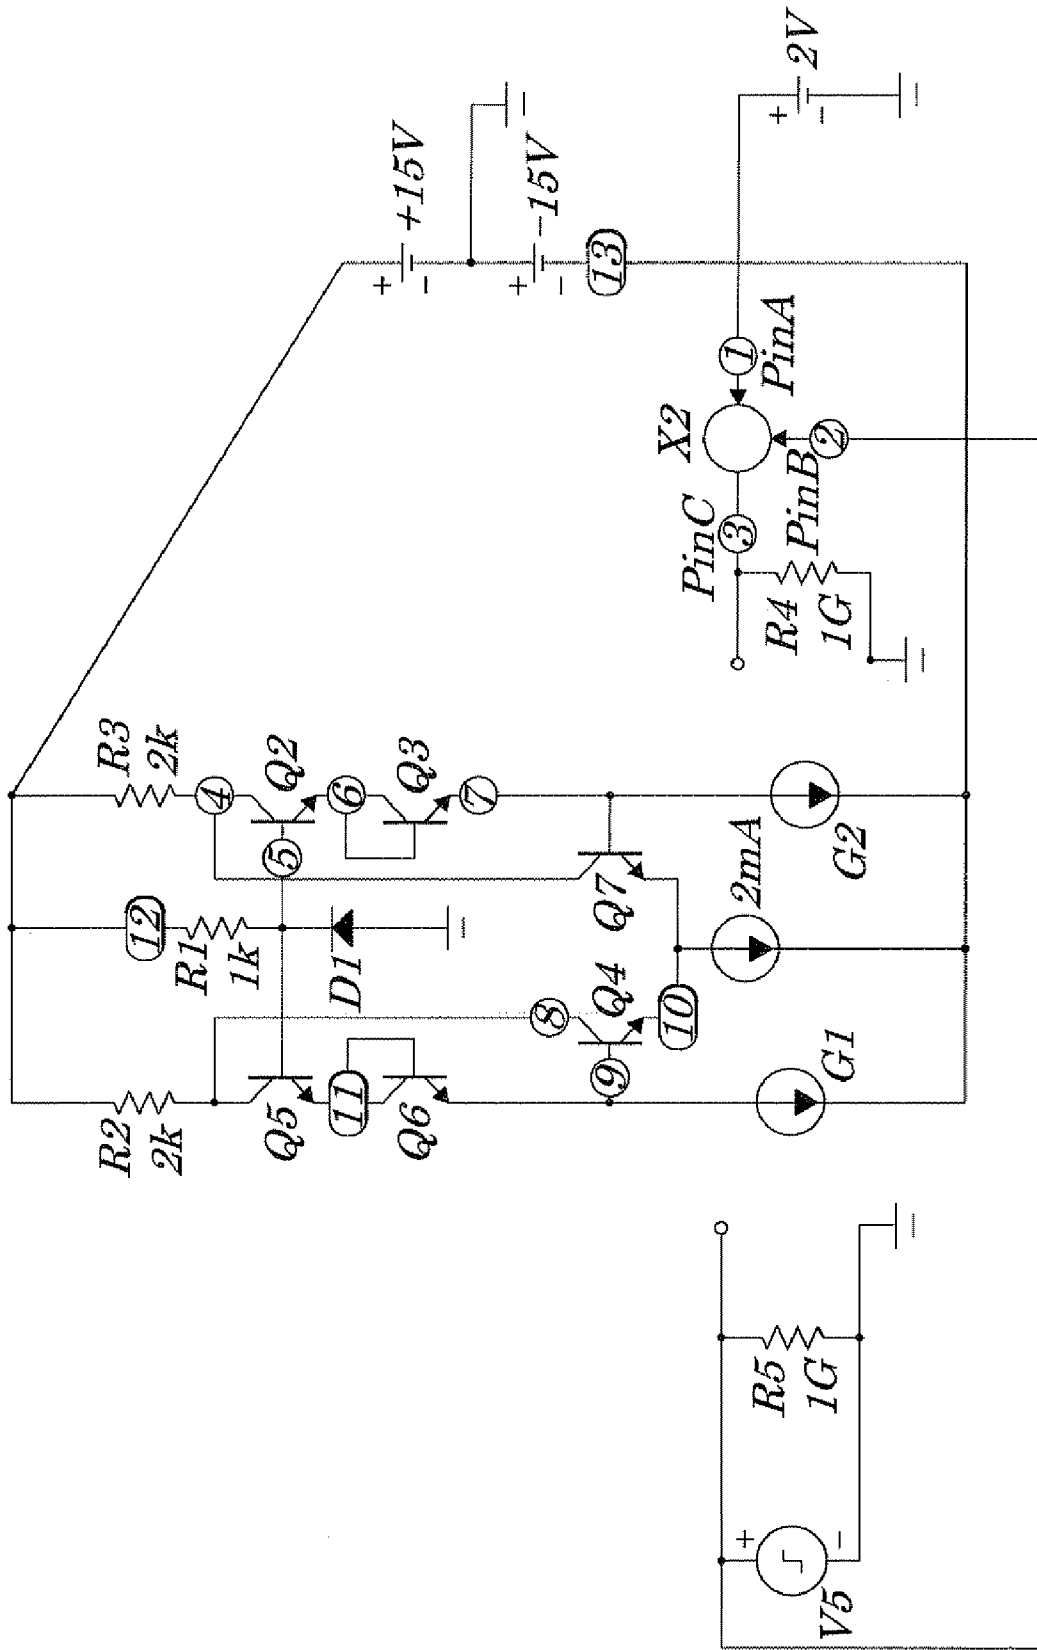 R3
2k
4
Q2
6
Q3
7
5
12
R1
1k
D1
R2
2k
Q5
11
Q6
8
Q4
9
10
Q7
2mA
G1
G2
+
+15V
-
+
-15V
-
13
X2
1
PinA
2
PinB
PinC
3
R4
1G
+
2V
-
R5
1G
+
-
V5